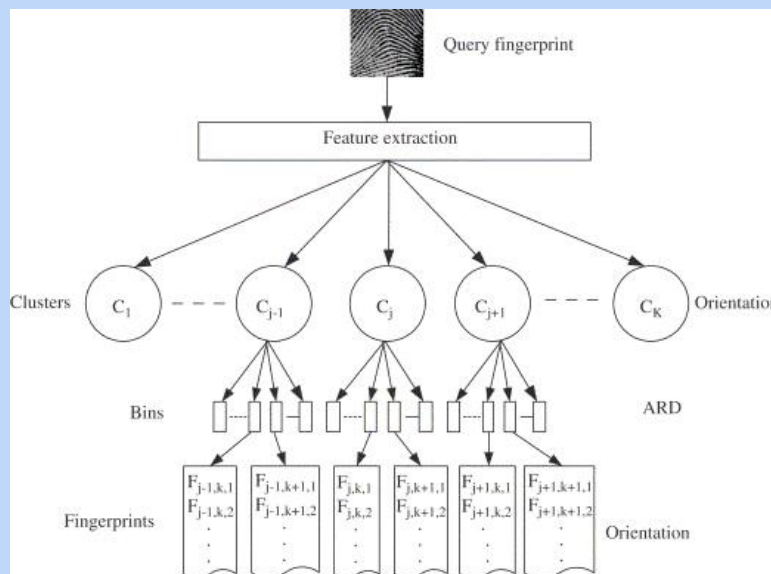 Query fingerprint
Feature extraction
Clusters C1 Cj-1 Cj Cj+1 CK Orientation
Bins ARD
Fj-1,k,1 Fj-1,k+1,1 Fj,k,1 Fj,k+1,1 Fj+1,k,1 Fj+1,k+1,1
Fj-1,k,2 Fj-1,k+1,2 Fj,k,2 Fj,k+1,2 Fj+1,k,2 Fj+1,k+1,2
Fingerprints Orientation